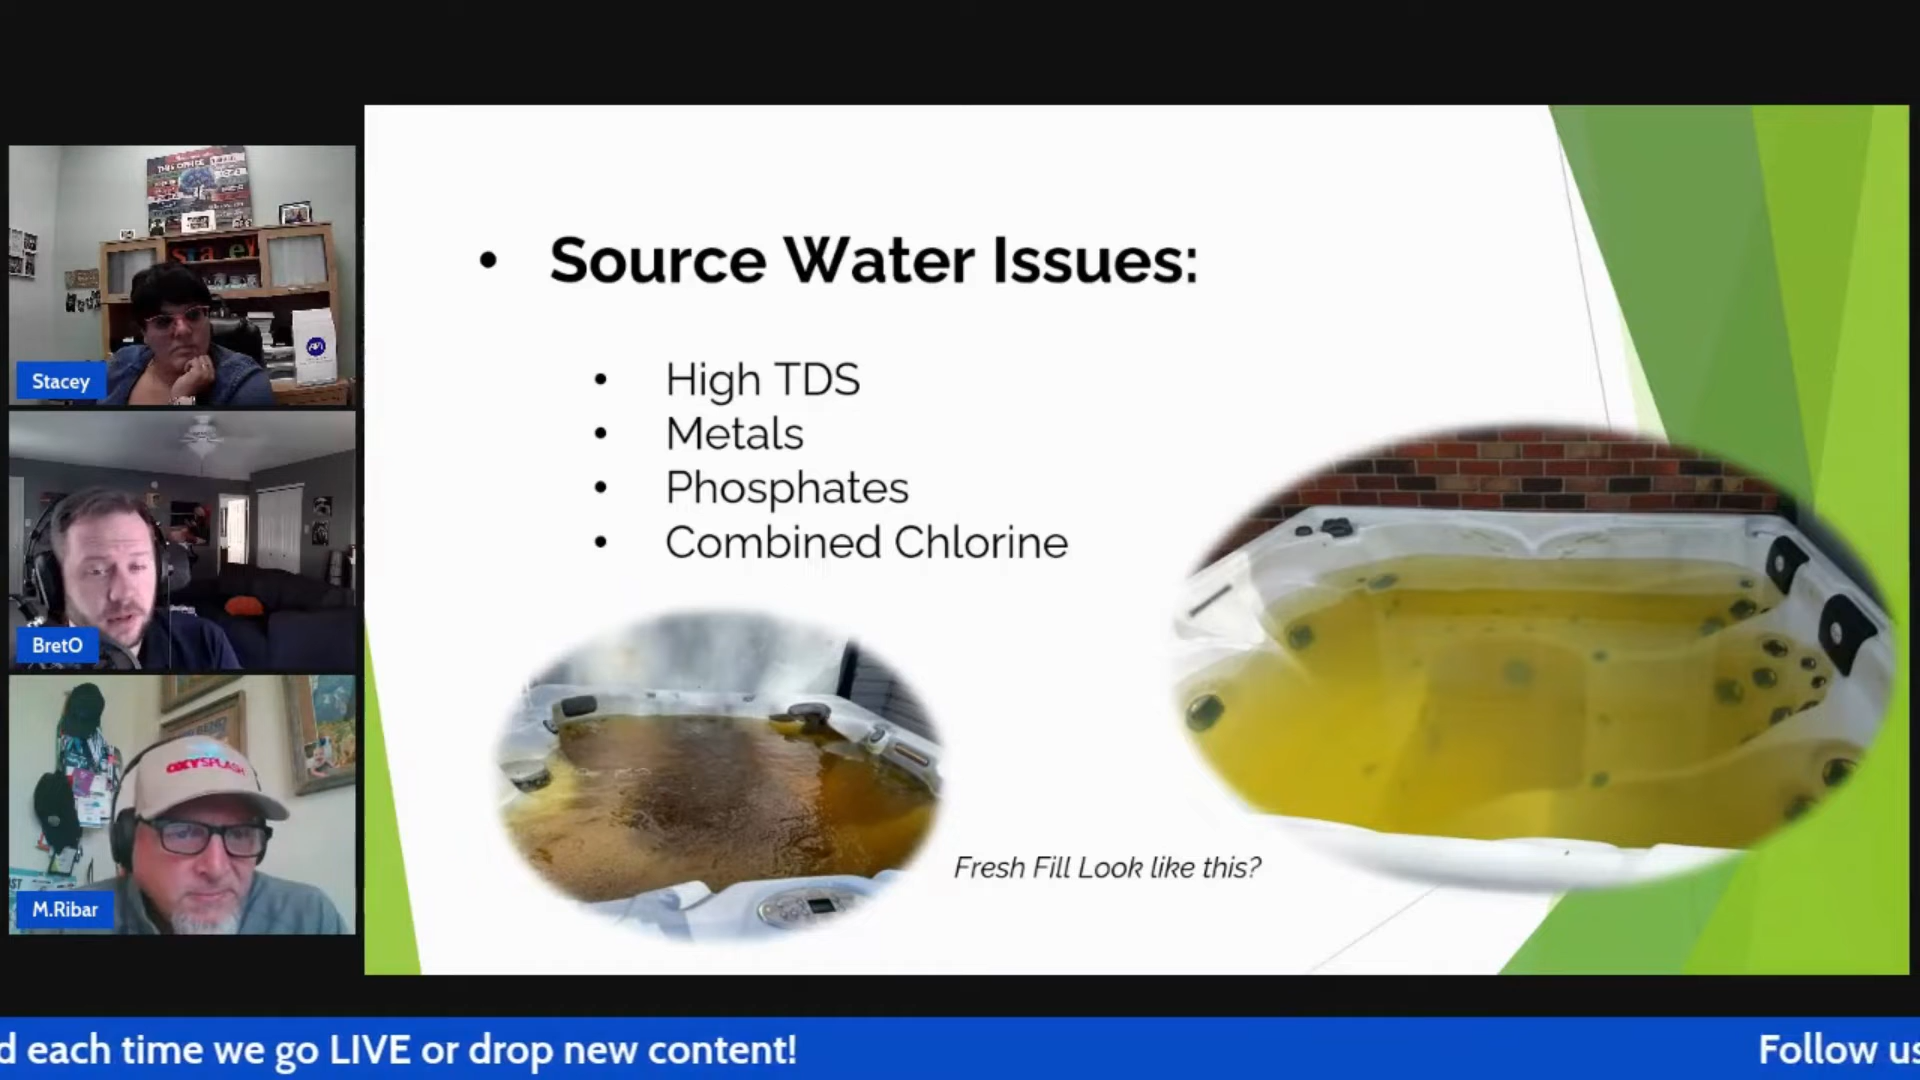 Source Water Issues:
High TDS
Metals
Phosphates
Combined Chlorine
Fresh Fill Look like this?
Stacey
BretO
OXYSPLASH
M.Ribar
d each time we go LIVE or drop new content!
Follow us